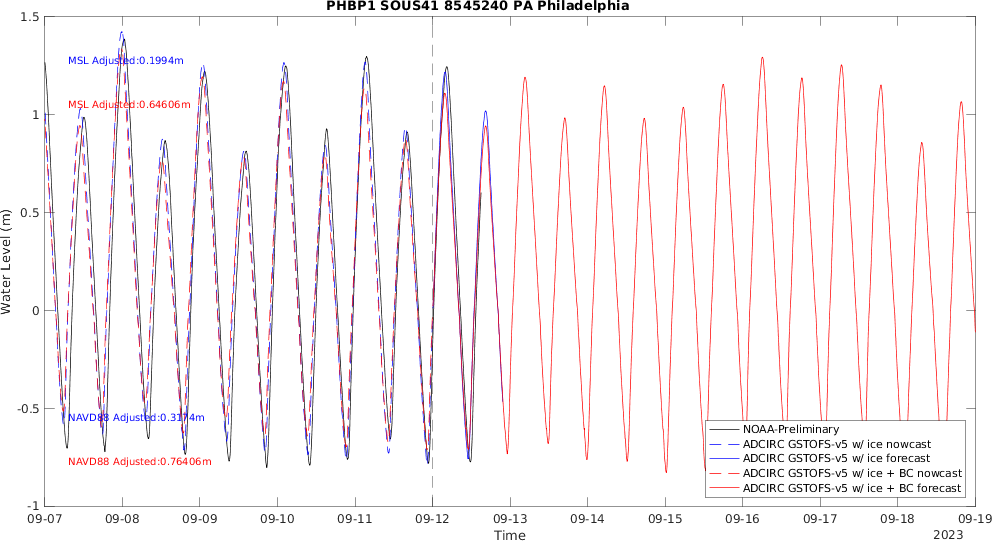 PHBP1 SOUS41 8545240 PA Philadelphia
1.5
1
0.5
0
-0.5
-1
Water Level (m)
MSL Adjusted:0.1994m
MSL Adjusted:0.64606m
NAVD88 Adjusted:0.3174m
NAVD88 Adjusted:0.76406m
NOAA-Preliminary
ADCIRC GSTOFS-v5 w/ ice nowcast
ADCIRC GSTOFS-v5 w/ ice forecast
ADCIRC GSTOFS-v5 w/ ice + BC nowcast
ADCIRC GSTOFS-v5 w/ ice + BC forecast
09-07 09-08 09-09 09-10 09-11 09-12 09-13 09-14 09-15 09-16 09-17 09-18 09-19
Time
2023